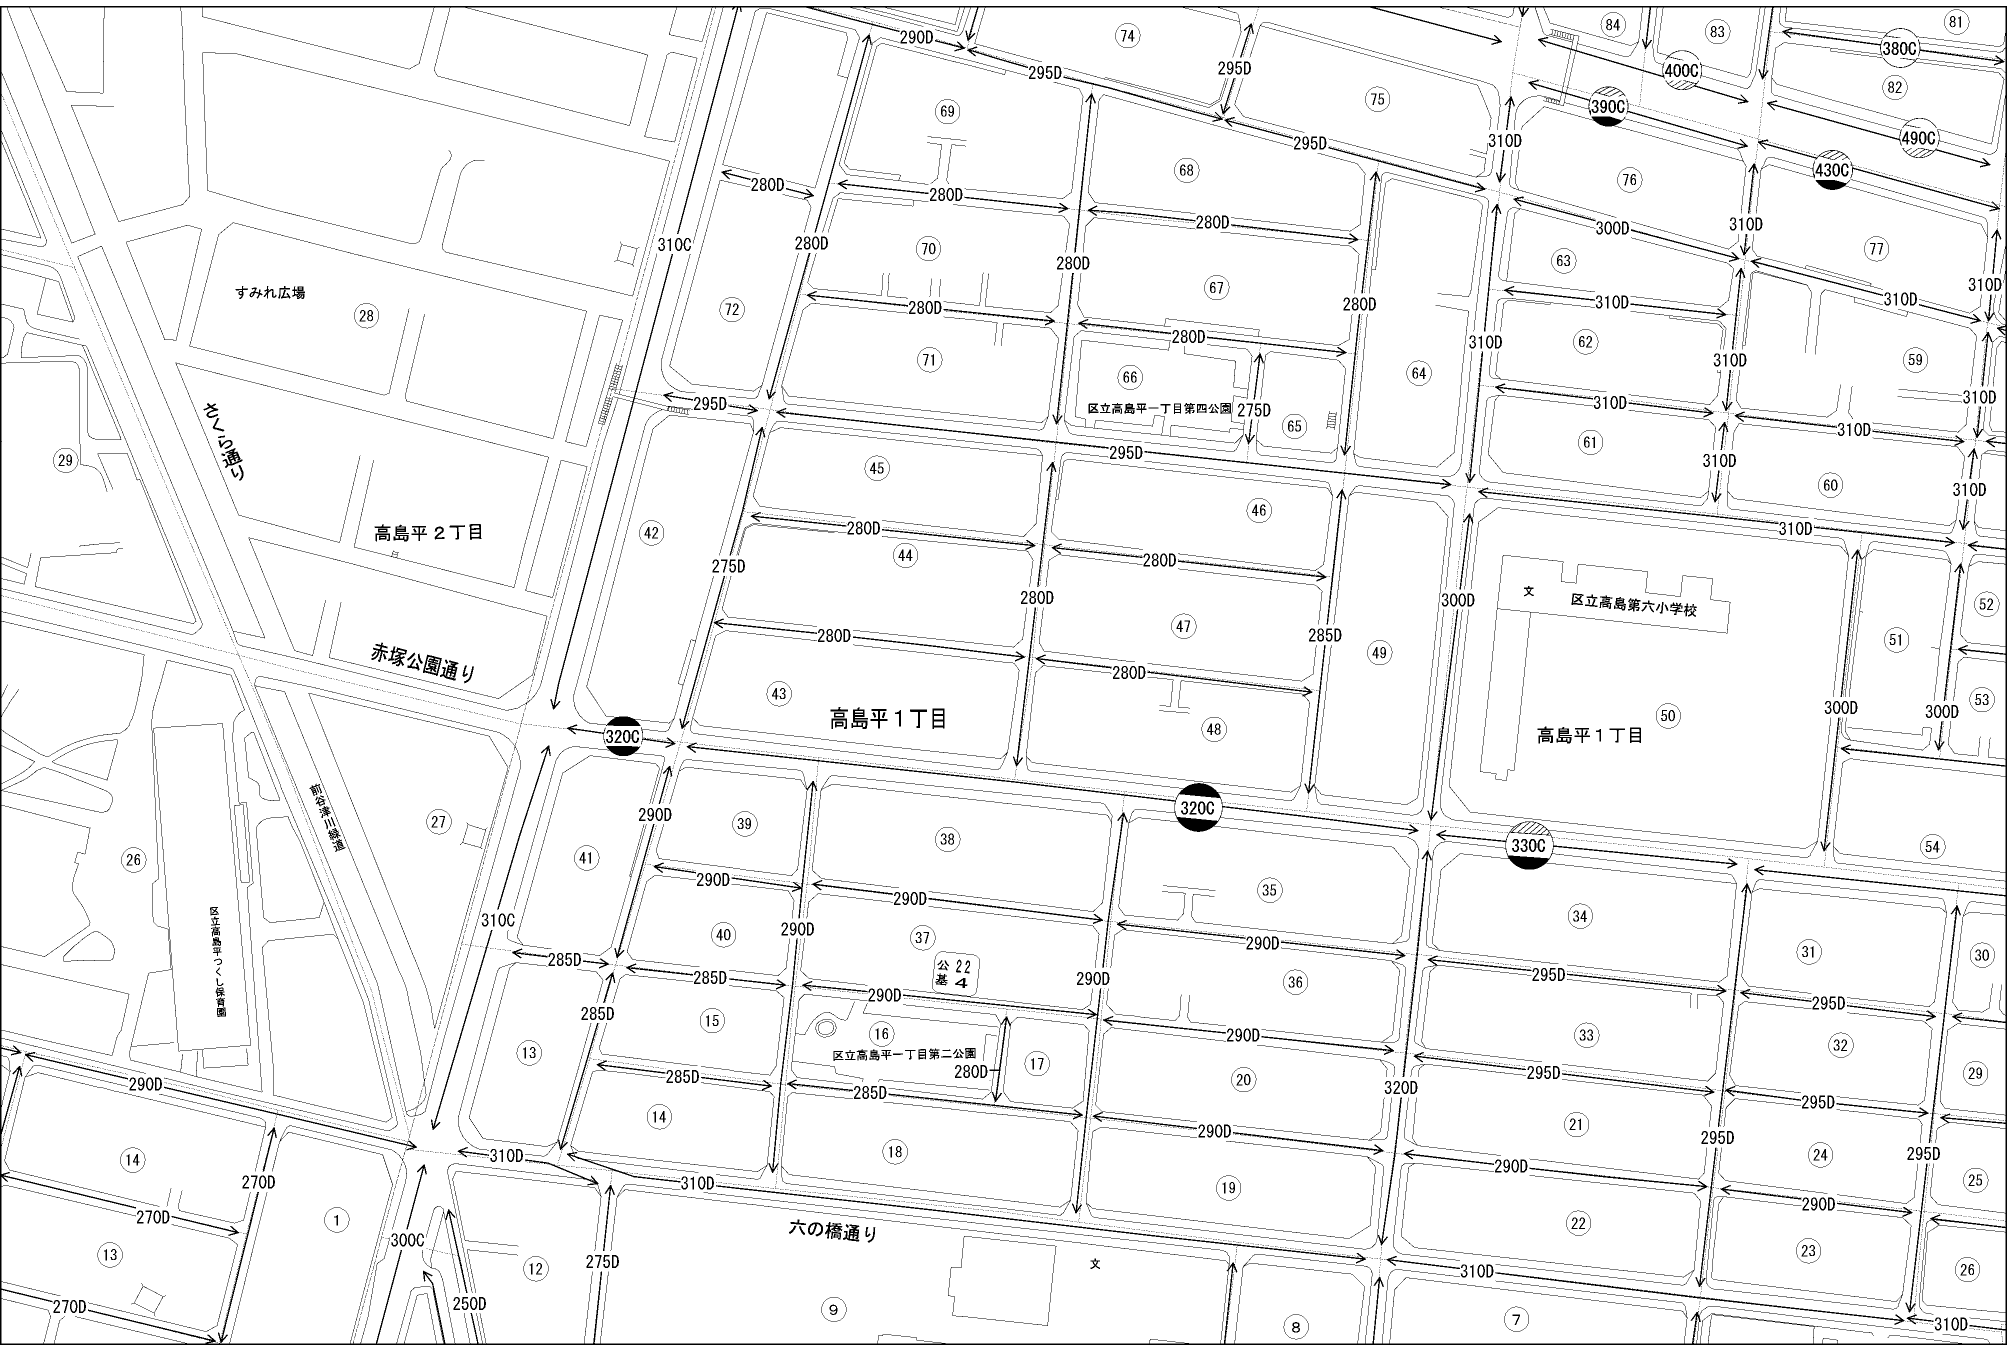 290D
74
84
83
81
380C
295D
295D
400C
82
75
390C
69
490C
295D
310D
68
430C
76
280D
280D
280D
300D
310D
77
310C
280D
70
280D
63
310D
すみれ広場
28
72
280D
67
280D
310D
310D
280D
310D
62
71
59
310D
66
64
310D
295D
区立高島平一丁目第四公園
275D
65
310D
310D
さくら通り
29
45
295D
61
310D
60
310D
46
310D
高島平2丁目
42
280D
44
280D
275D
280D
300D
文
区立高島第六小学校
52
47
285D
51
280D
赤塚公園通り
49
43
280D
53
高島平1丁目
48
50
300D
300D
320C
高島平1丁目
前谷津川緑道
27
290D
39
38
320C
330C
54
26
41
290D
290D
35
34
310C
区立高島平つくし保育園
290D
40
37
290D
31
30
285D
285D
公 22
基 4
290D
290D
36
295D
295D
285D
15
16
290D
33
32
13
区立高島平一丁目第二公園
280D
17
20
295D
29
290D
285D
285D
320D
295D
14
18
290D
21
295D
295D
24
14
310D
290D
25
270D
310D
19
290D
270D
1
六の橋通り
22
23
13
300C
12
275D
文
310D
26
270D
250D
9
8
7
310D